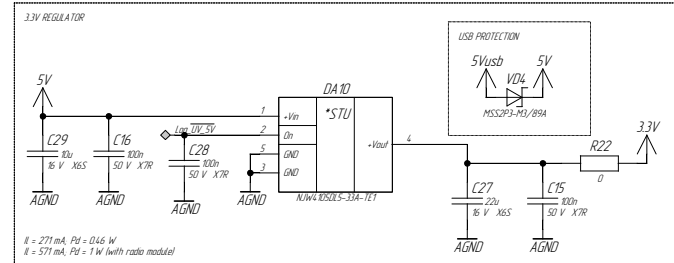 3.3V REGULATOR
USB PROTECTION
5Vusb
VD4
5V
MSS2P3-M3/89A
5V
DA10
*STU
1
+Vin
2
On
5
GND
3
GND
+Vout
4
NJW4105DL5-33A-TE1
Log_UV_5V
C29
10u
16 V X6S
AGND
C16
100n
50 V X7R
AGND
C28
100n
50 V X7R
AGND
AGND
C27
22u
16 V X6S
AGND
C15
100n
50 V X7R
AGND
R22
0
3.3V
Il = 271 mA, Pd = 0.46 W
Il = 571 mA, Pd = 1 W (with radio module)